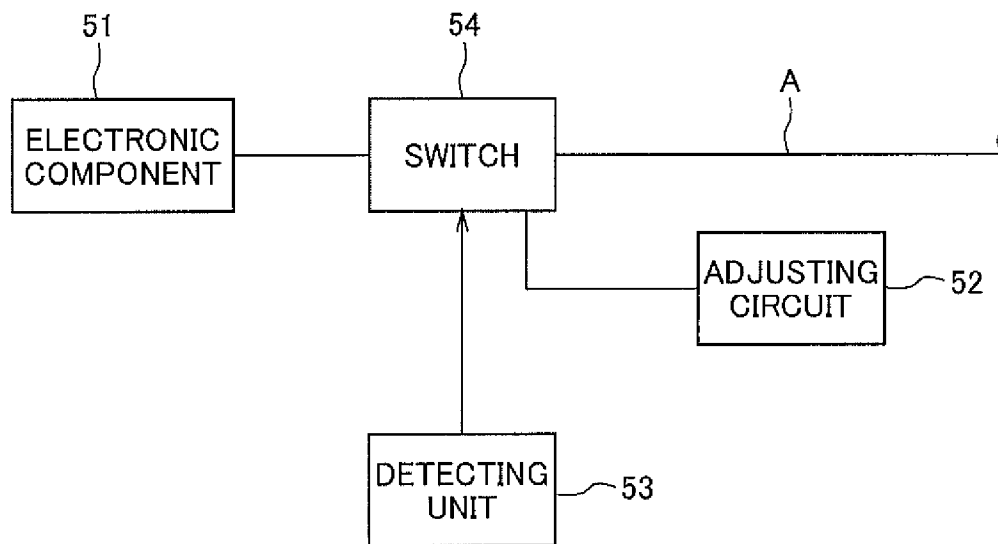 51
54
A
ELECTRONIC
COMPONENT
SWITCH
ADJUSTING
CIRCUIT
52
DETECTING
UNIT
53